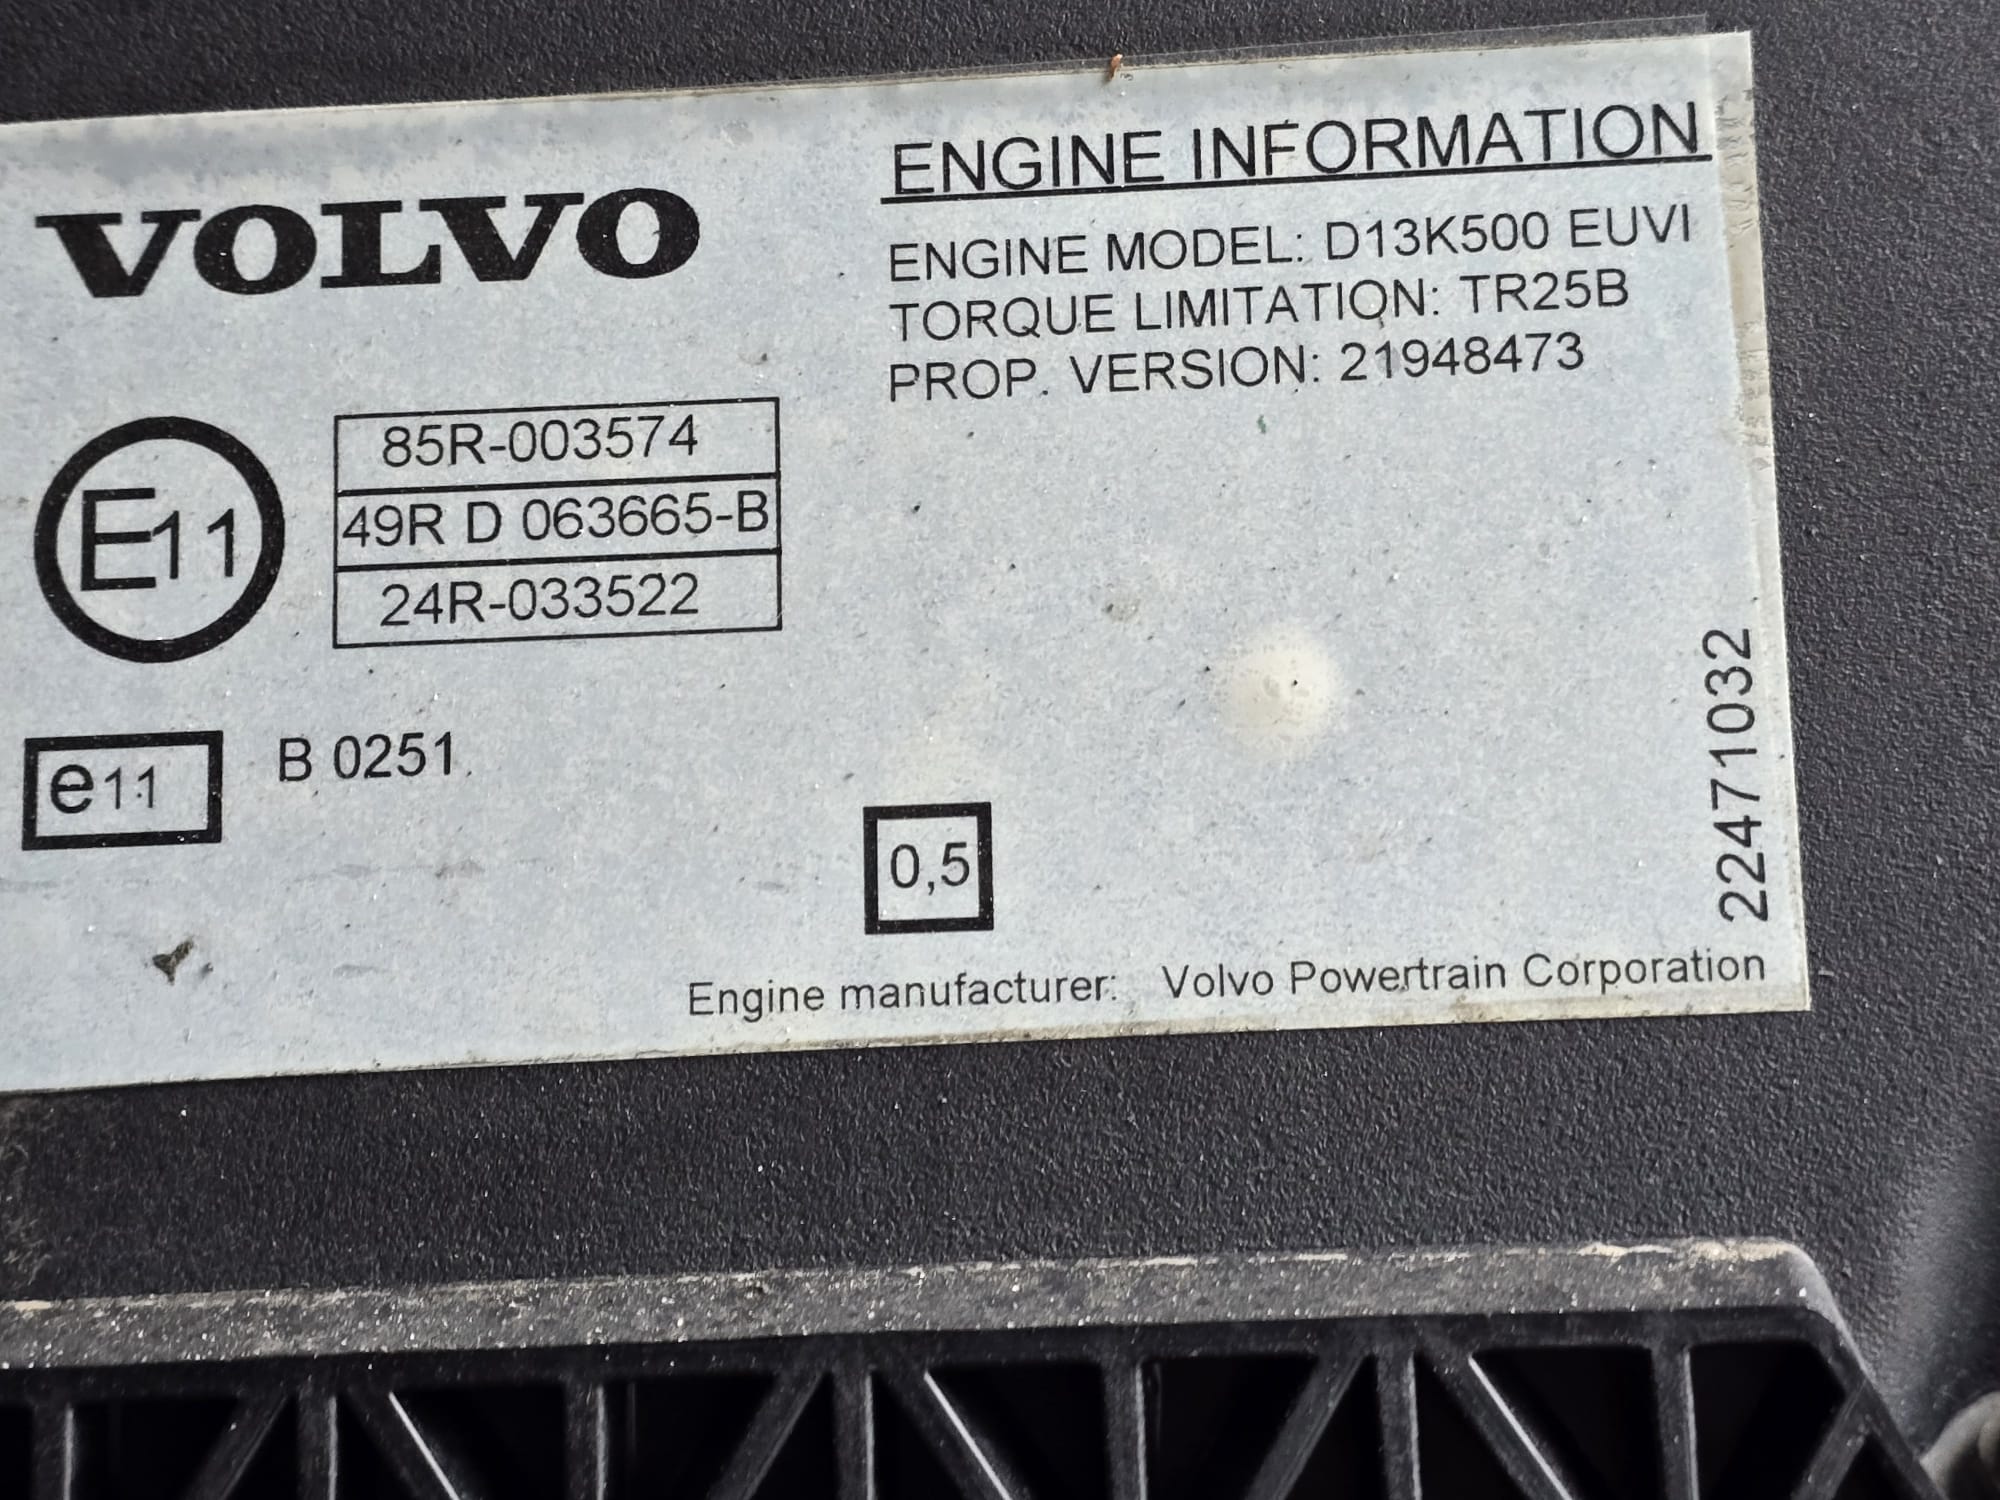 VOLVO
ENGINE INFORMATION
ENGINE MODEL: D13K500 EUVI
TORQUE LIMITATION: TR25B
PROP. VERSION: 21948473
E11
85R-003574
49R D 063665-B
24R-033522
e11
B 0251
0,5
22471032
Engine manufacturer: Volvo Powertrain Corporation